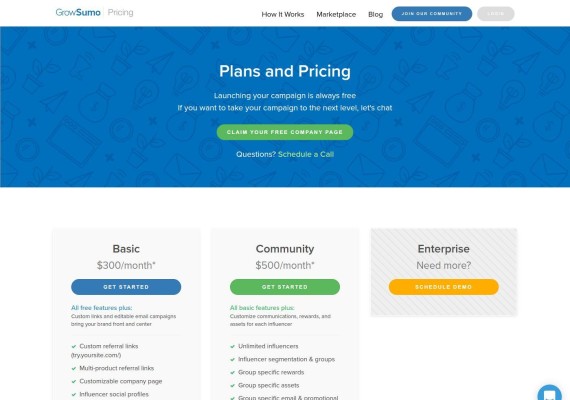 GrowSumo Pricing
How It Works Marketplace Blog JOIN OUR COMMUNITY LOGIN
Plans and Pricing
Launching your campaign is always free
If you want to take your campaign to the next level, let's chat
CLAIM YOUR FREE COMPANY PAGE
Questions? Schedule a Call
Basic
$300/month*
GET STARTED
All free features plus:
Custom links and editable email campaigns
bring your brand front and center
Custom referral links
(try.yoursite.com/)
Multi-product referral links
Customizable company page
Influencer social profiles
Community
$500/month*
GET STARTED
All basic features plus:
Customize communications, rewards, and
assets for each influencer
Unlimited influencers
Influencer segmentation & groups
Group specific rewards
Group specific assets
Group specific email & promotional
Enterprise
Need more?
SCHEDULE DEMO